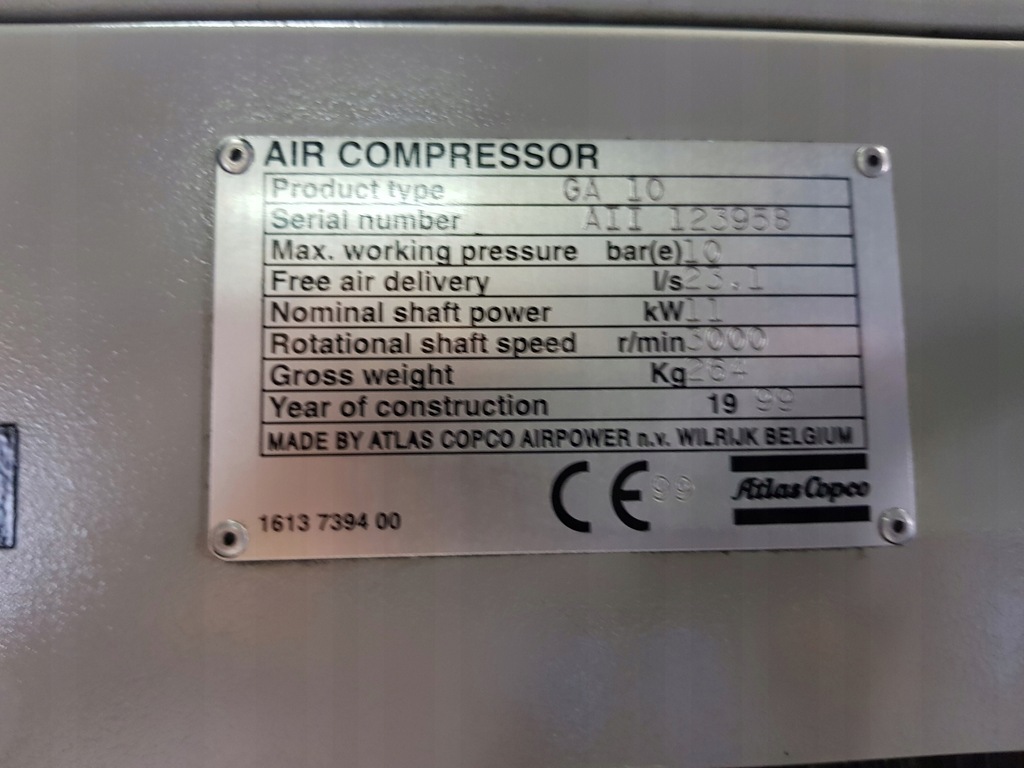 AIR COMPRESSOR
Product type GA 10
Serial number AII 123958
Max. working pressure bar(e) 10
Free air delivery l/s 23.1
Nominal shaft power kW 11
Rotational shaft speed r/min 3000
Gross weight Kg
Year of construction 19 99
MADE BY ATLAS COPCO AIRPOWER n.v. WILRIJK BELGIUM
CE 99 Atlas Copco
1613 7394 00